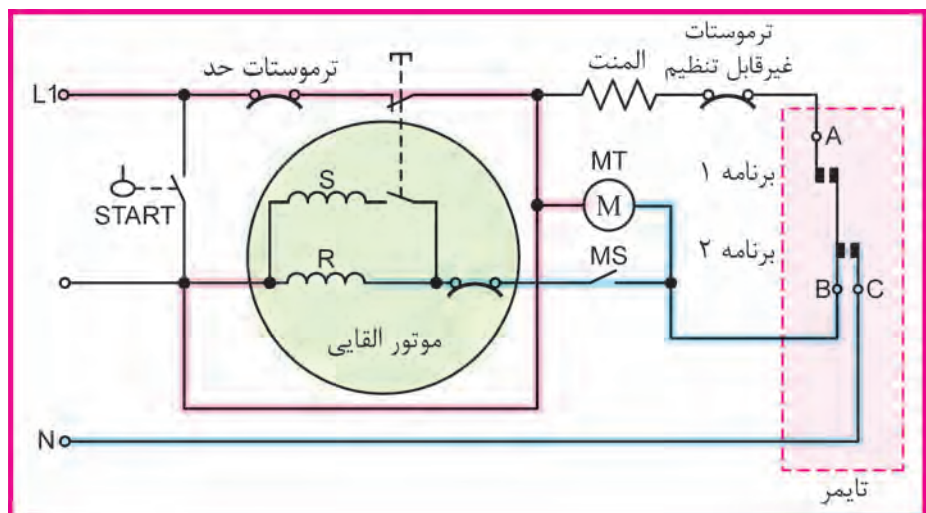 ترموستات
غیرقابل تنظیم
المنت
ترموستات حد
L1
A
برنامه ۱
MT
M
S
START
R
برنامه ۲
MS
B C
موتور القایی
N
تایمر